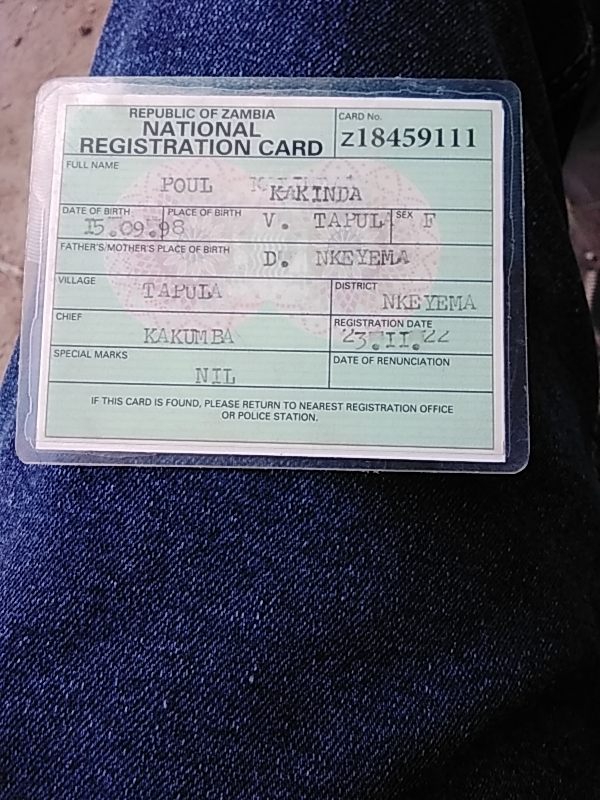 REPUBLIC OF ZAMBIA
NATIONAL
REGISTRATION CARD
CARD No.
z18459111
FULL NAME
POUL KAKINDA
DATE OF BIRTH
15.09.98
PLACE OF BIRTH
V. TAPULA
SEX F
FATHER'S/MOTHER'S PLACE OF BIRTH
D. NKEYEMA
VILLAGE
TAPULA
DISTRICT
NKEYEMA
CHIEF
KAKUMBA
REGISTRATION DATE
23.II.22
SPECIAL MARKS
NIL
DATE OF RENUNCIATION
IF THIS CARD IS FOUND, PLEASE RETURN TO NEAREST REGISTRATION OFFICE
OR POLICE STATION.